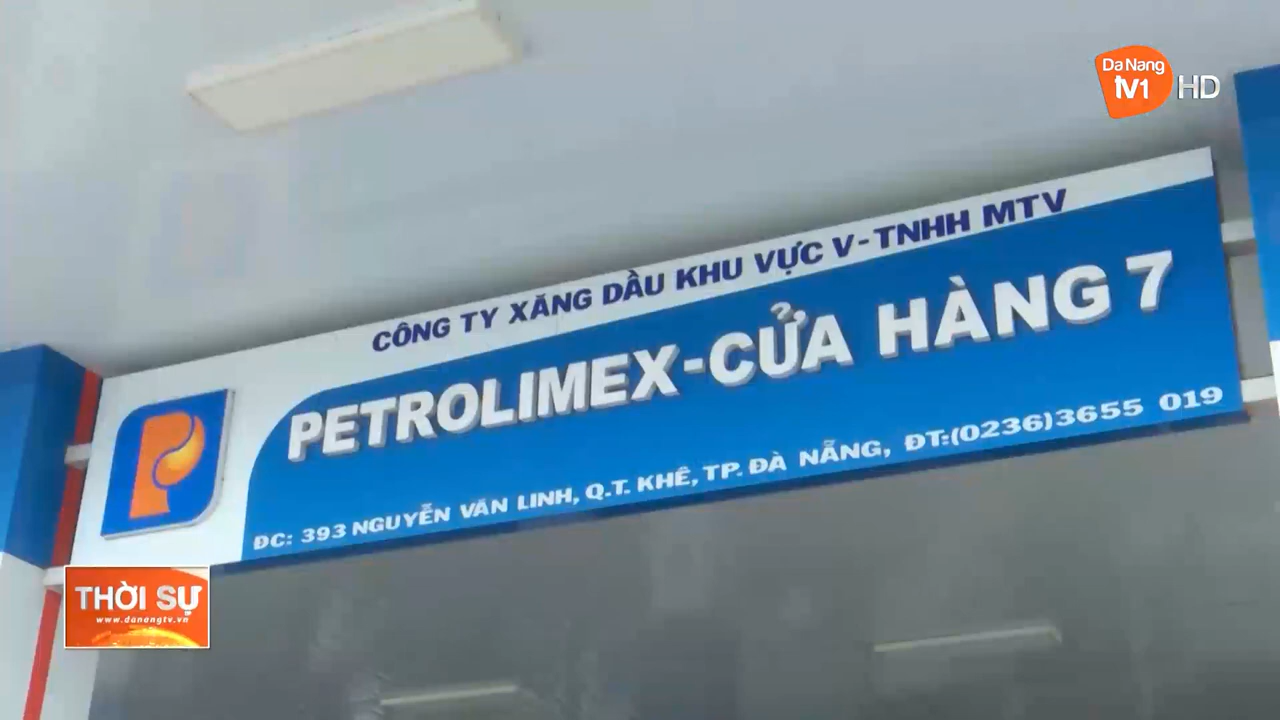 Da Nang
TV1 HD
CÔNG TY XĂNG DẦU KHU VỰC V-TNHH MTV
PETROLIMEX-CỬA HÀNG 7
ĐC: 393 NGUYỄN VĂN LINH, Q.T. KHÊ, TP. ĐÀ NẴNG, ĐT:(0236)3655 019
THỜI SỰ
www.danangtv.vn